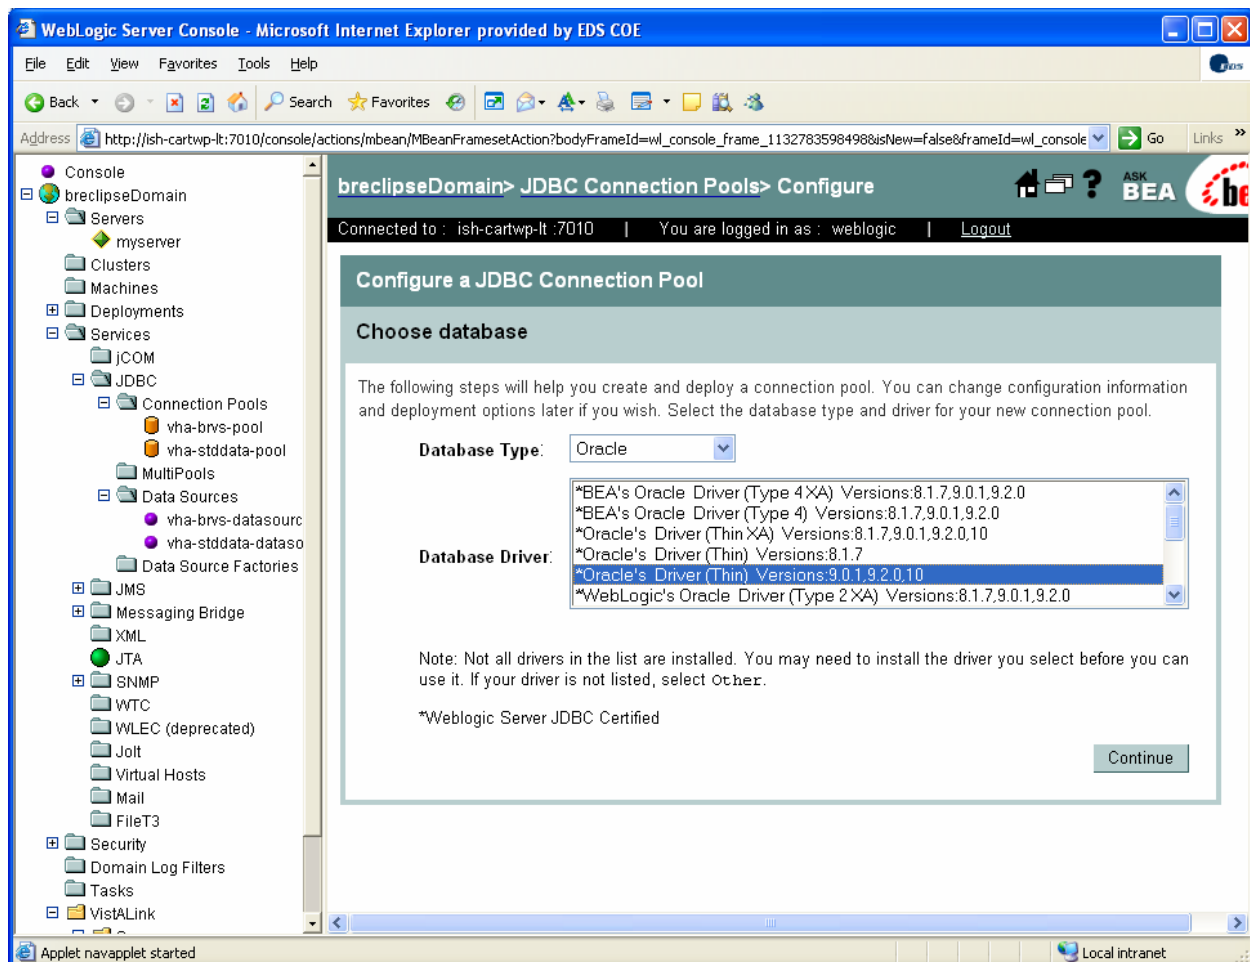 WebLogic Server Console - Microsoft Internet Explorer provided by EDS COE
File Edit View Favorites Tools Help
EDS
Back Search Favorites
Address http://ish-cartwp-lt:7010/console/actions/mbean/MBeanFramesetAction?bodyFrameId=wl_console_frame_1132783598498&isNew=false&frameId=wl_console Go Links »
Console
breclipseDomain
Servers
myserver
Clusters
Machines
Deployments
Services
jCOM
JDBC
Connection Pools
vha-brvs-pool
vha-stddata-pool
MultiPools
Data Sources
vha-brvs-datasourc
vha-stddata-dataso
Data Source Factories
JMS
Messaging Bridge
XML
JTA
SNMP
WTC
WLEC (deprecated)
Jolt
Virtual Hosts
Mail
FileT3
Security
Domain Log Filters
Tasks
VistALink
breclipseDomain> JDBC Connection Pools> Configure
? ASK
BEA
be
Connected to : ish-cartwp-lt :7010 | You are logged in as : weblogic | Logout
Configure a JDBC Connection Pool
Choose database
The following steps will help you create and deploy a connection pool. You can change configuration information
and deployment options later if you wish. Select the database type and driver for your new connection pool.
Database Type: Oracle
Database Driver:
*BEA's Oracle Driver (Type 4 XA) Versions:8.1.7,9.0.1,9.2.0
*BEA's Oracle Driver (Type 4) Versions:8.1.7,9.0.1,9.2.0
*Oracle's Driver (Thin XA) Versions:8.1.7,9.0.1,9.2.0,10
*Oracle's Driver (Thin) Versions:8.1.7
*Oracle's Driver (Thin) Versions:9.0.1,9.2.0,10
*WebLogic's Oracle Driver (Type 2 XA) Versions:8.1.7,9.0.1,9.2.0
Note: Not all drivers in the list are installed. You may need to install the driver you select before you can
use it. If your driver is not listed, select Other.
*Weblogic Server JDBC Certified
Continue
Applet navapplet started
Local intranet